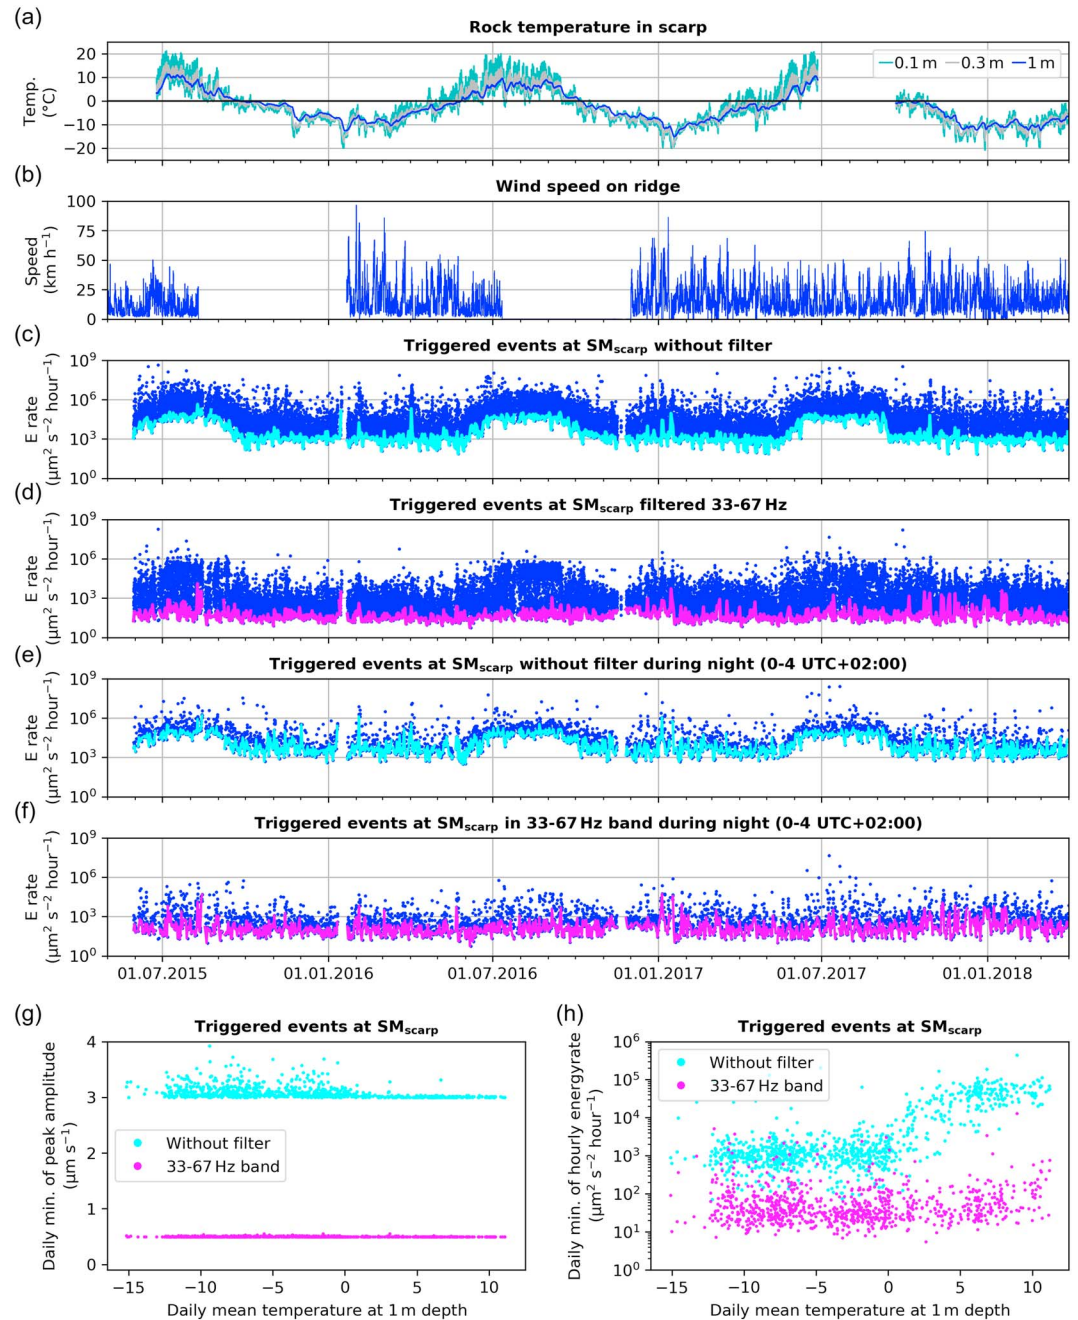 (a)
Rock temperature in scarp
Temp.
(°C)
20
10
0
−10
−20
0.1 m 0.3 m 1 m
(b)
Wind speed on ridge
Speed
(km h⁻¹)
100
75
50
25
0
(c)
Triggered events at SMscarp without filter
E rate
(µm² s⁻² hour⁻¹)
10⁹
10⁶
10³
10⁰
(d)
Triggered events at SMscarp filtered 33-67 Hz
E rate
(µm² s⁻² hour⁻¹)
10⁹
10⁶
10³
10⁰
(e)
Triggered events at SMscarp without filter during night (0-4 UTC+02:00)
E rate
(µm² s⁻² hour⁻¹)
10⁹
10⁶
10³
10⁰
(f)
Triggered events at SMscarp in 33-67 Hz band during night (0-4 UTC+02:00)
E rate
(µm² s⁻² hour⁻¹)
10⁹
10⁶
10³
10⁰
01.07.2015 01.01.2016 01.07.2016 01.01.2017 01.07.2017 01.01.2018
(g)
Triggered events at SMscarp
Daily min. of peak amplitude
(µm s⁻¹)
4
3
2
1
0
Without filter
33-67 Hz band
−15 −10 −5 0 5 10
Daily mean temperature at 1 m depth
(h)
Triggered events at SMscarp
Daily min. of hourly energyrate
(µm² s⁻² hour⁻¹)
10⁶
10⁵
10⁴
10³
10²
10¹
10⁰
Without filter
33-67 Hz band
−15 −10 −5 0 5 10
Daily mean temperature at 1 m depth